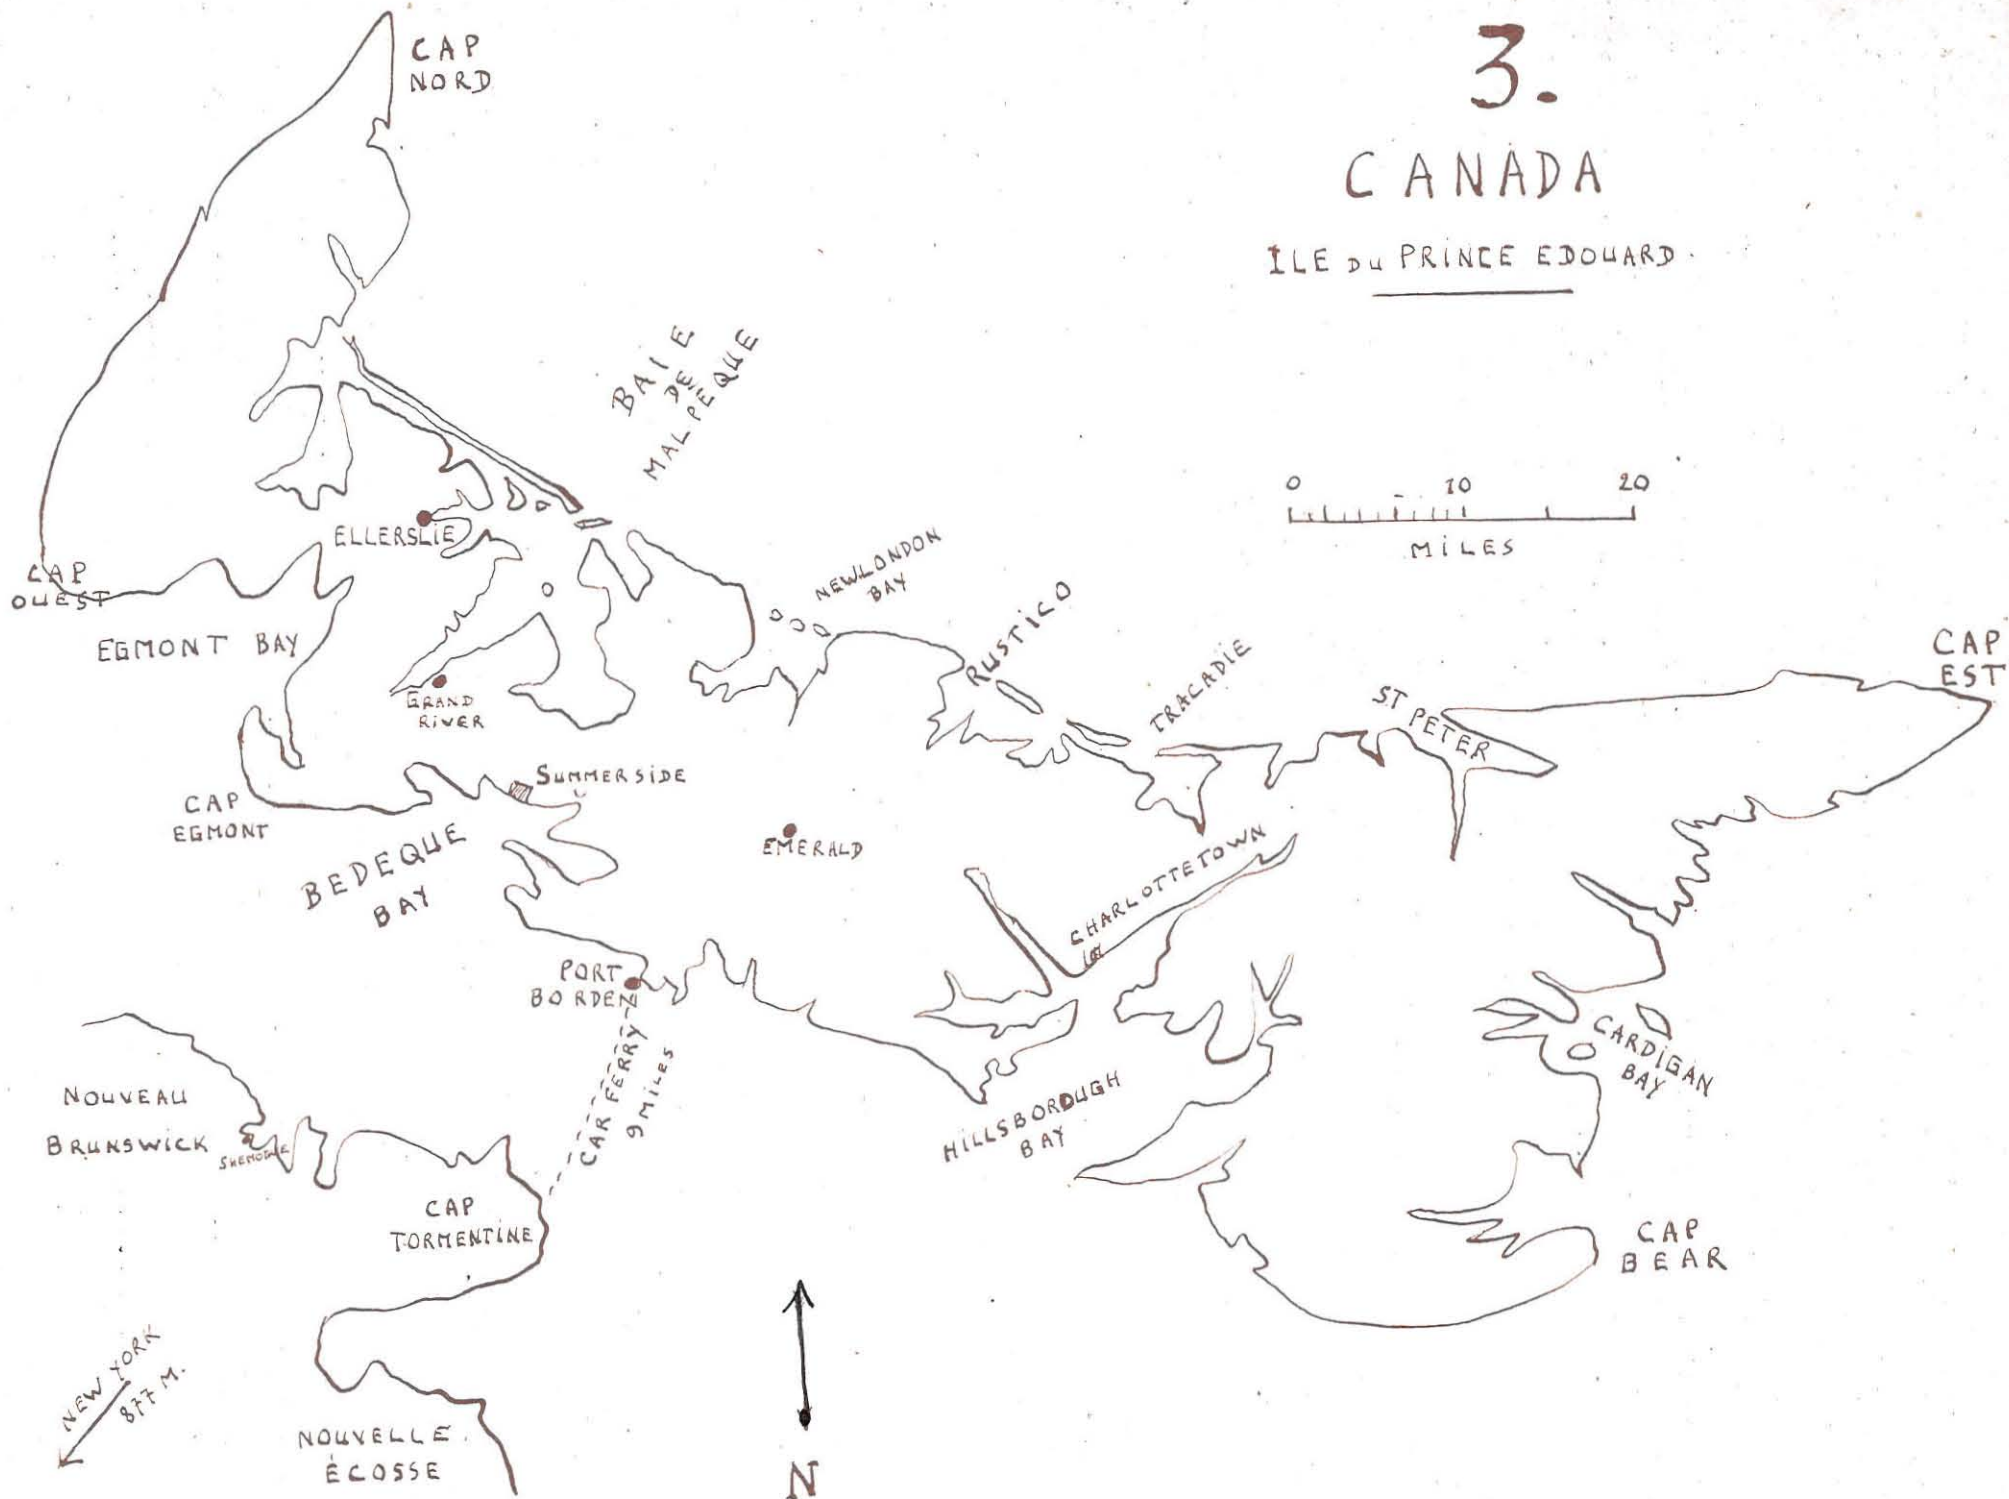 3.
CANADA
ILE DU PRINCE EDOUARD.
CAP
NORD
BAIE
DE
MALPÈQUE
0 10 20
MILES
ELLERSLIE
CAP
OUEST
EGMONT BAY
NEWLONDON
BAY
RUSTICO
TRACADIE
ST PETER
CAP
EST
GRAND
RIVER
SUMMERSIDE
CAP
EGMONT
BEDEQUE
BAY
EMERALD
CHARLOTTETOWN
PORT
BORDEN
CAR FERRY
9 MILES
CARDIGAN
BAY
HILLSBOROUGH
BAY
NOUVEAU
BRUNSWICK
CAP
TORMENTINE
CAP
BEAR
NEW YORK
877 M.
NOUVELLE
ÉCOSSE
N